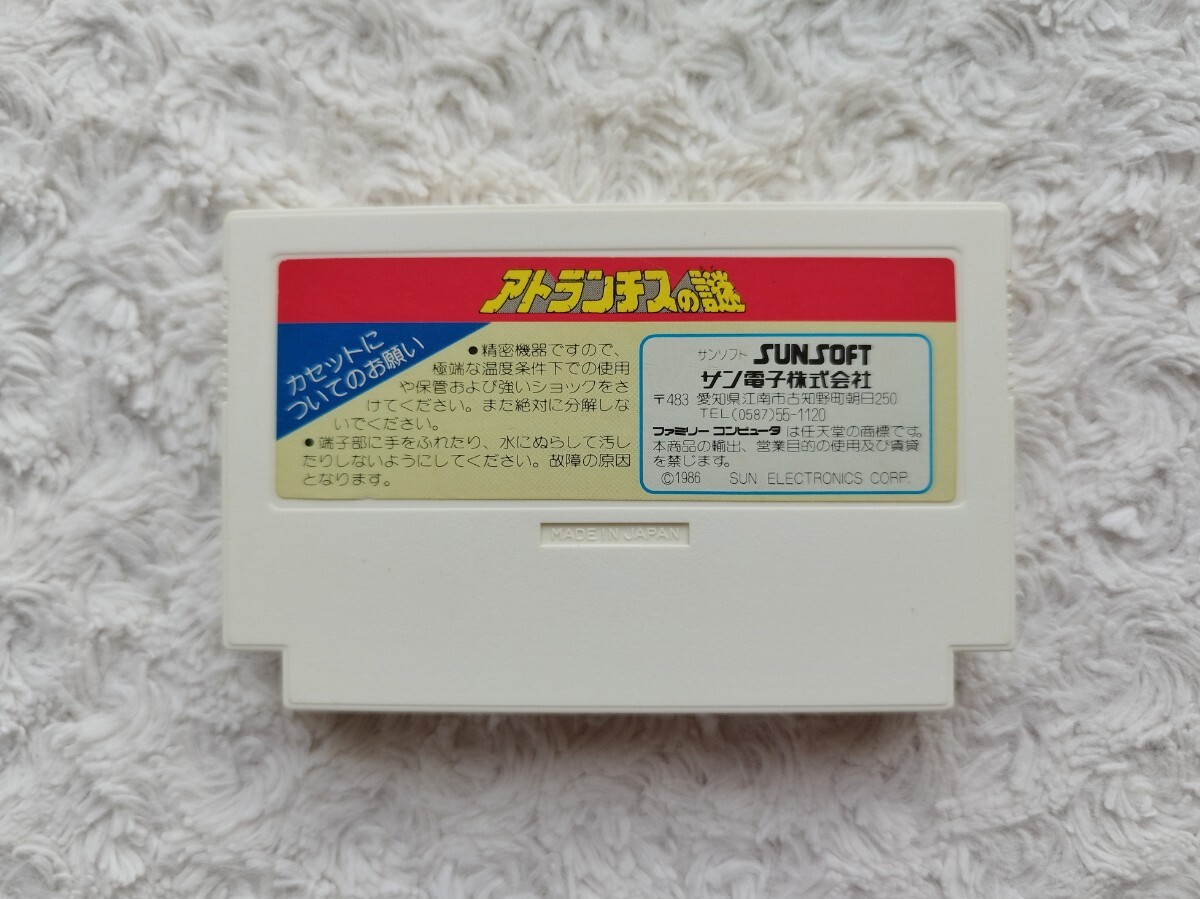 アトランチスの謎
カセットに
ついてのお願い
●精密機器ですので、
極端な温度条件下での使用
や保管および強いショックをさ
けてください。また絶対に分解しな
いでください。
●端子部に手をふれたり、水にぬらして汚し
たりしないようにしてください。故障の原因
となります。
サンソフト SUNSOFT
サン電子株式会社
〒483 愛知県江南市古知野町朝日250
TEL(0587)55-1120
ファミリーコンピュータは任天堂の商標です。
本商品の輸出、営業目的の使用及び賃貸
を禁じます。
©1986 SUN ELECTRONICS CORP.
MADE IN JAPAN